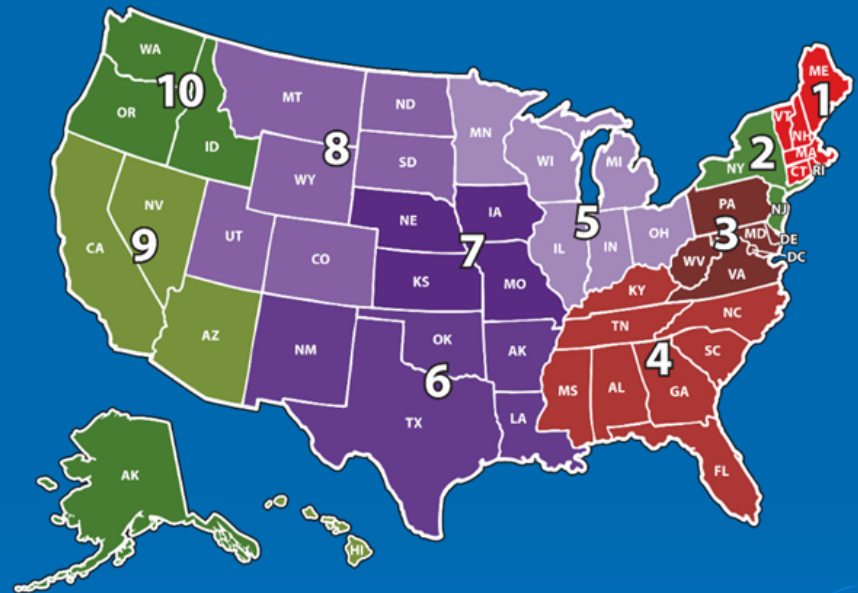 WA
ME
10
MT
ND
1
OR
VT
MN
NH
8
2
WI
MI
MA
ID
SD
NY
CT
RI
WY
PA
NV
NE
IA
NJ
5
OH
3
MD
CA
9
UT
7
IL
IN
DE
CO
WV
DC
VA
KS
MO
KY
NC
TN
AZ
OK
AK
NM
4
SC
6
MS
AL
GA
TX
LA
FL
AK
HI